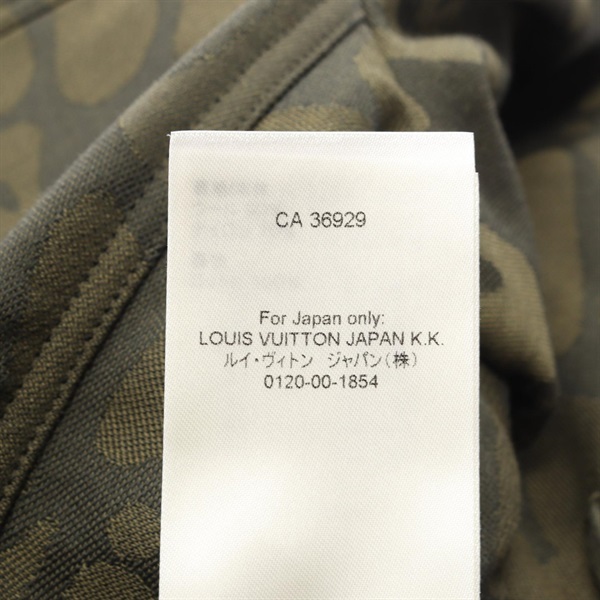 CA 36929
For Japan only:
LOUIS VUITTON JAPAN K.K.
ルイ・ヴィトン ジャパン(株)
0120-00-1854